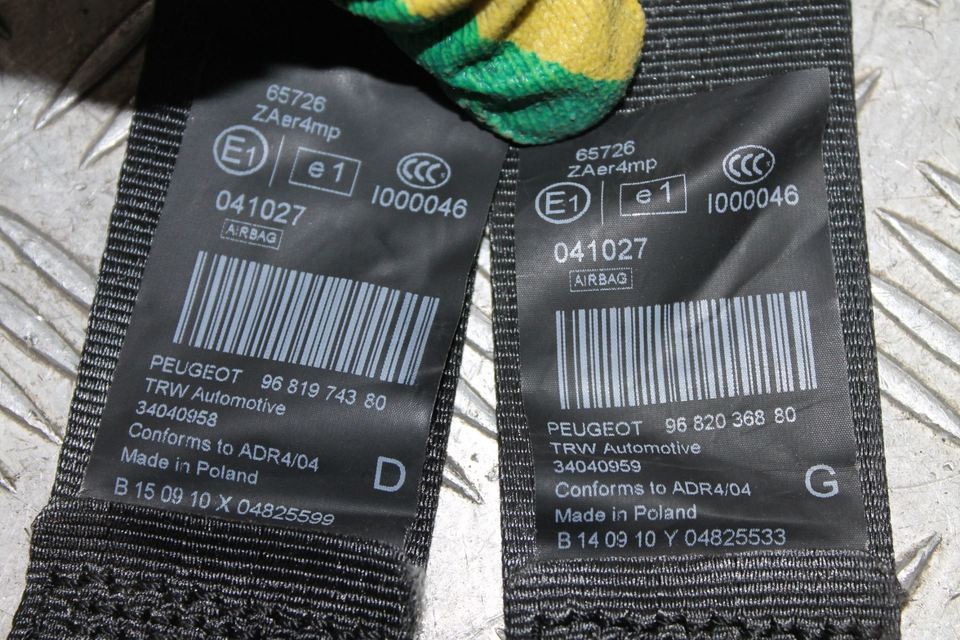 65726
ZAer4mp
E1 e 1 CCC
041027 I000046
AIRBAG
PEUGEOT 96 819 743 80
TRW Automotive
34040958
Conforms to ADR4/04
Made in Poland
D
B 15 09 10 X 04825599
65726
ZAer4mp
E1 e 1 CCC
I000046
041027
AIRBAG
PEUGEOT 96 820 368 80
TRW Automotive
34040959
Conforms to ADR4/04
Made in Poland
G
B 14 09 10 Y 04825533